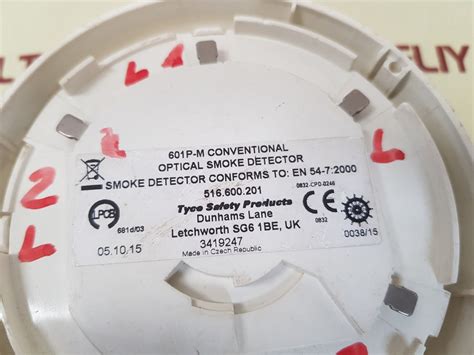 L1
601P-M CONVENTIONAL
OPTICAL SMOKE DETECTOR
SMOKE DETECTOR CONFORMS TO: EN 54-7:2000
516.600.201
0832-CPD-0246
Tyco Safety Products
Dunhams Lane
Letchworth SG6 1BE, UK
3419247
Made in Czech Republic
LPCB
681d/03
05.10.15
CE
0832
0038/15
2
L
L
L